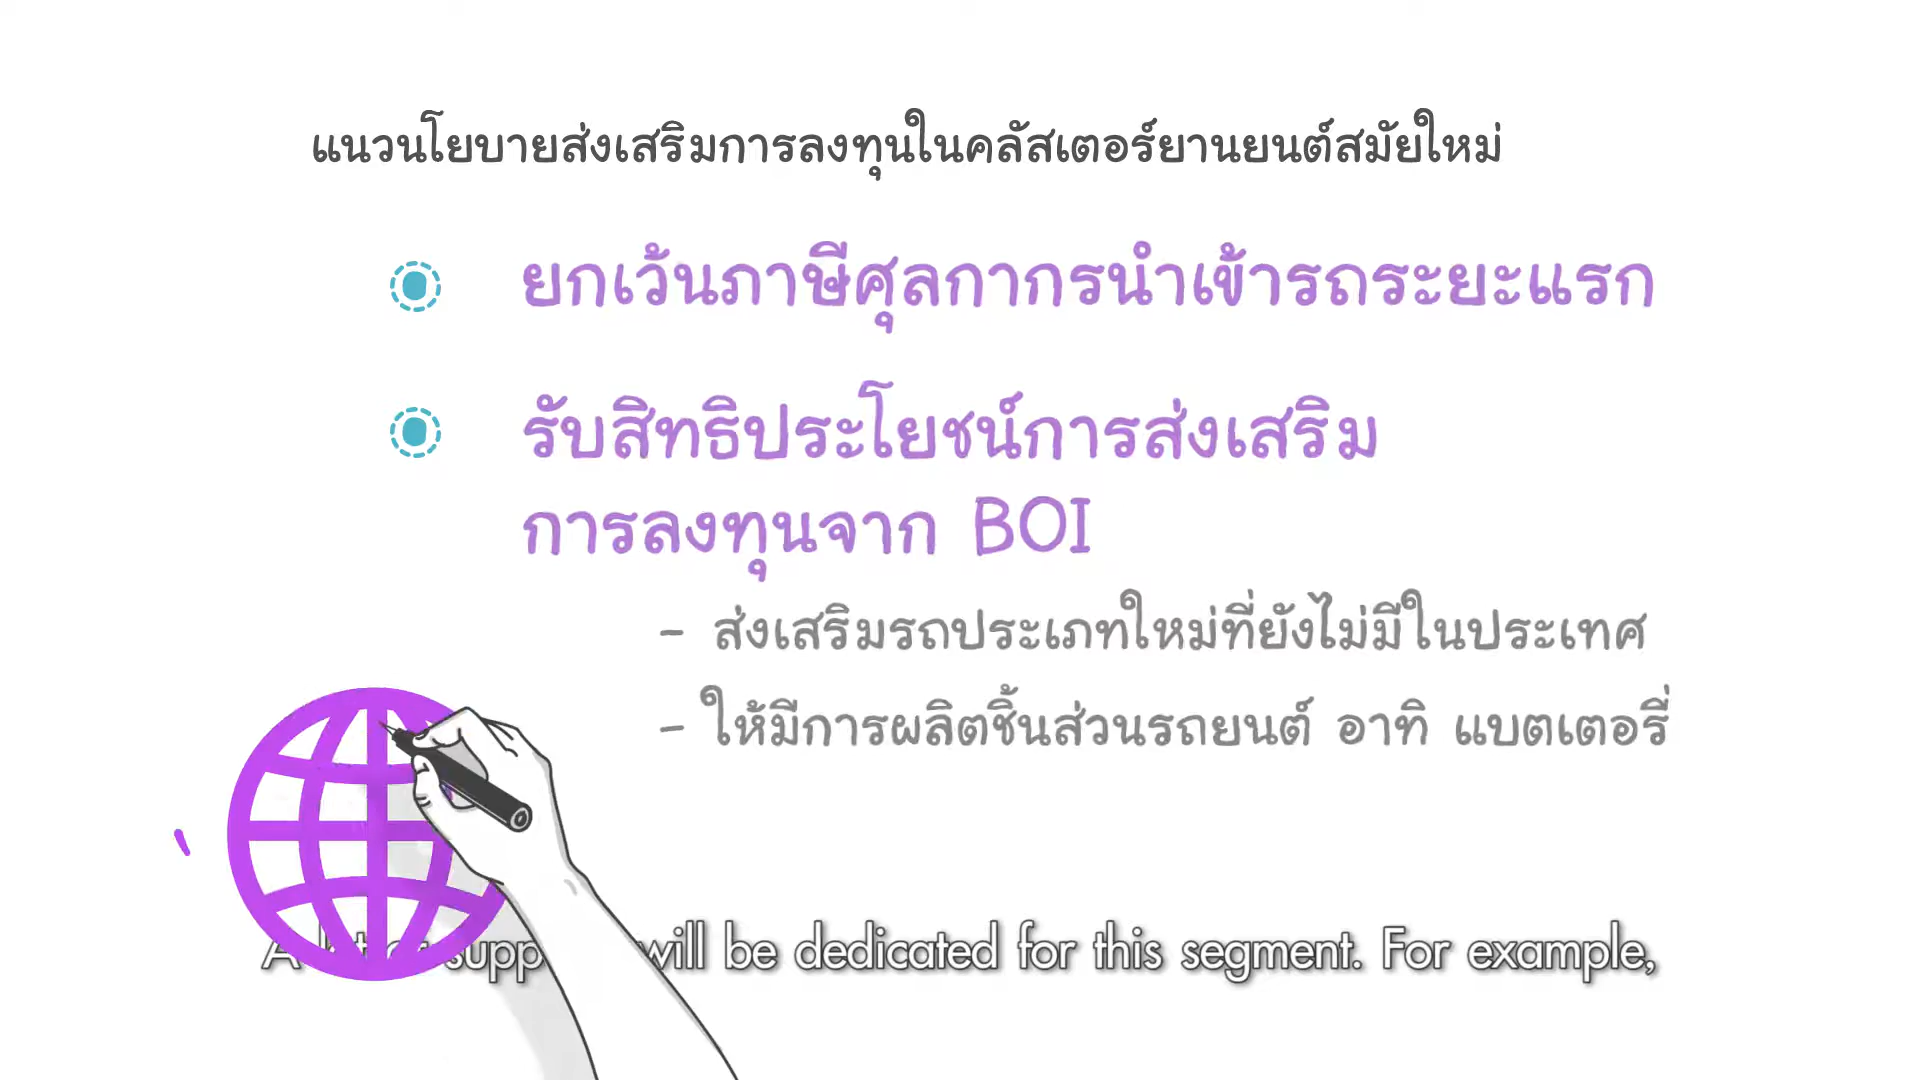 แนวนโยบายส่งเสริมการลงทุนในคลัสเตอร์ยานยนต์สมัยใหม่
ยกเว้นภาษีศุลกากรนำเข้ารถระยะแรก
รับสิทธิประโยชน์การส่งเสริม
การลงทุนจาก BOI
- ส่งเสริมรถประเภทใหม่ที่ยังไม่มีในประเทศ
- ให้มีการผลิตชิ้นส่วนรถยนต์ อาทิ แบตเตอรี่
will be dedicated for this segment. For example,